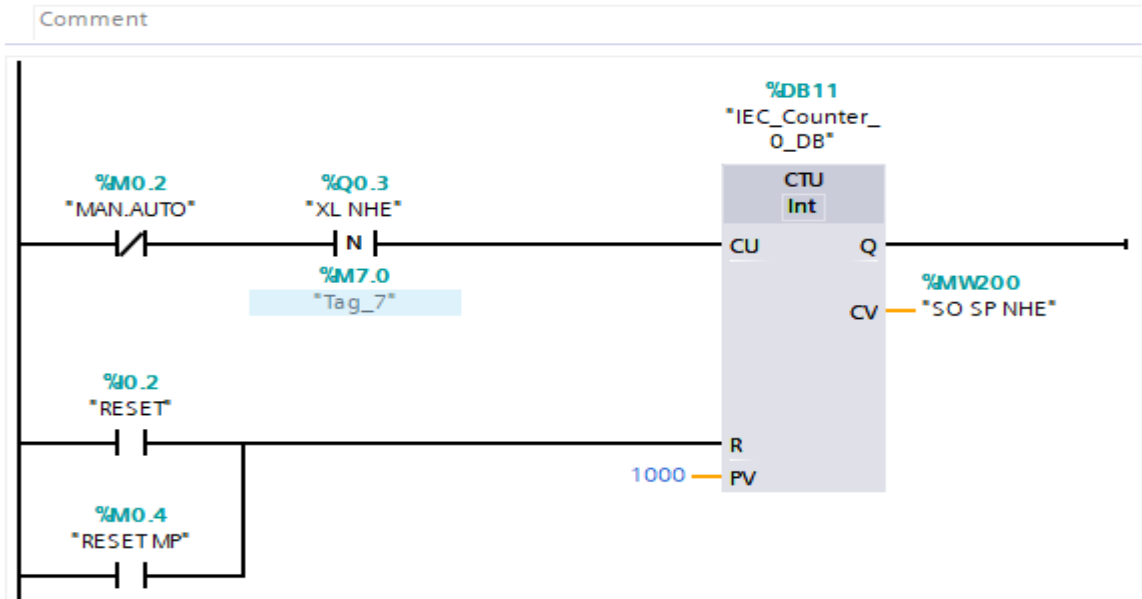 Comment
%DB11
"IEC_Counter_
0_DB"
CTU
Int
%M0.2
"MAN.AUTO"
%Q0.3
"XL NHE"
N
%M7.0
"Tag_7"
CU
Q
%MW200
CV
"SO SP NHE"
%I0.2
"RESET"
R
1000
PV
%M0.4
"RESET MP"